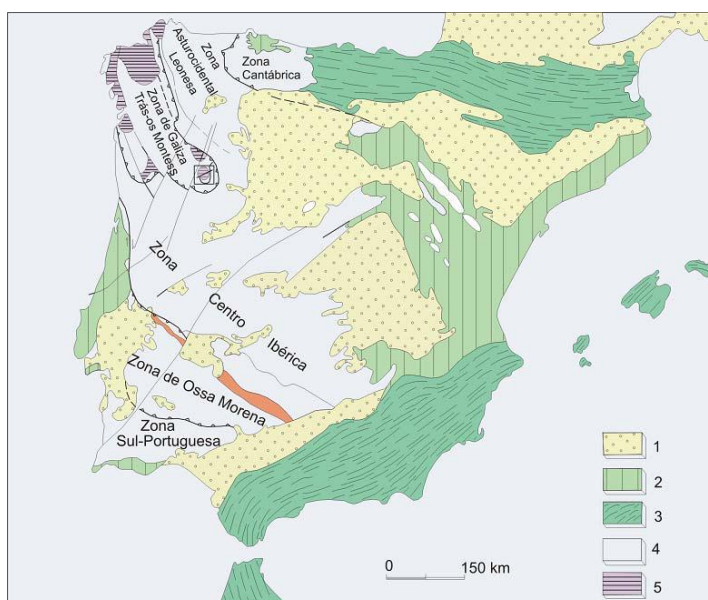 Zona
Asturocidental
Leonesa
Zona
Cantábrica
Zona de Galiza
Trás-os Montess
Zona
Centro
Ibérica
Zona de Ossa Morena
Zona
Sul-Portuguesa
0 150 km
1
2
3
4
5